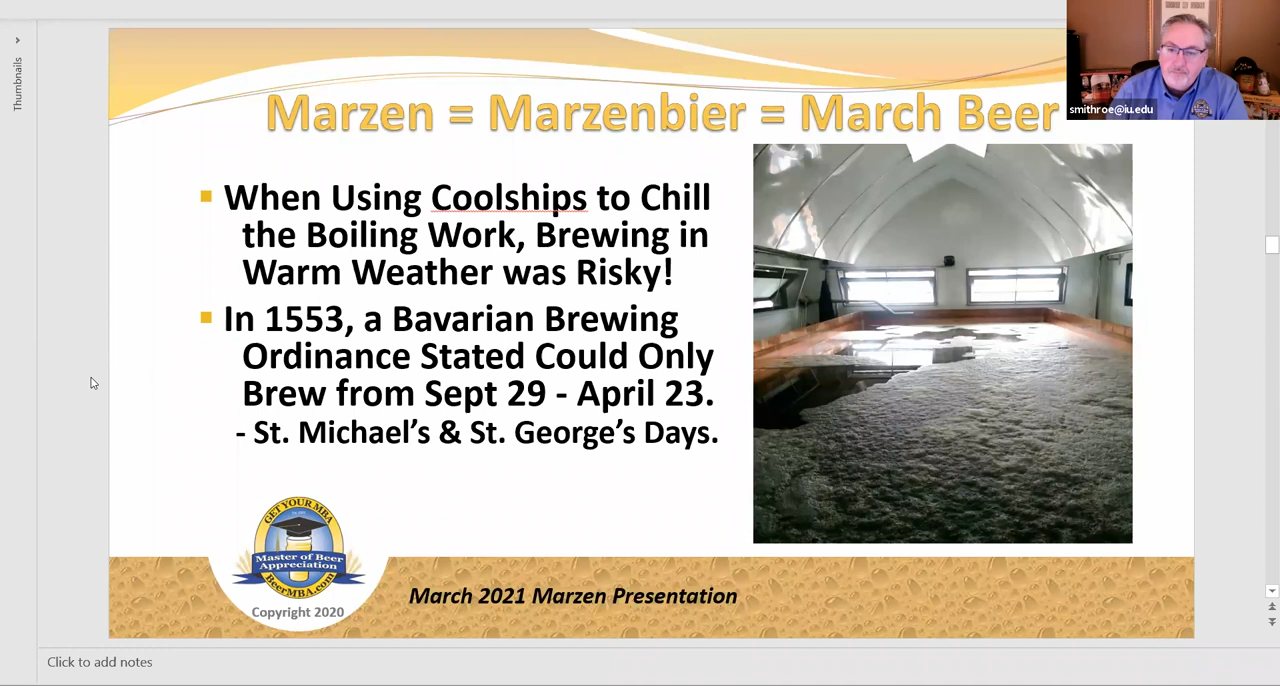 Thumbnails
Marzen = Marzenbier = March Beer
smithroe@iu.edu
When Using Coolships to Chill
the Boiling Work, Brewing in
Warm Weather was Risky!
In 1553, a Bavarian Brewing
Ordinance Stated Could Only
Brew from Sept 29 - April 23.
- St. Michael's & St. George's Days.
GET YOUR MBA
Master of Beer
Appreciation
BeerMBA.com
Copyright 2020
March 2021 Marzen Presentation
Click to add notes